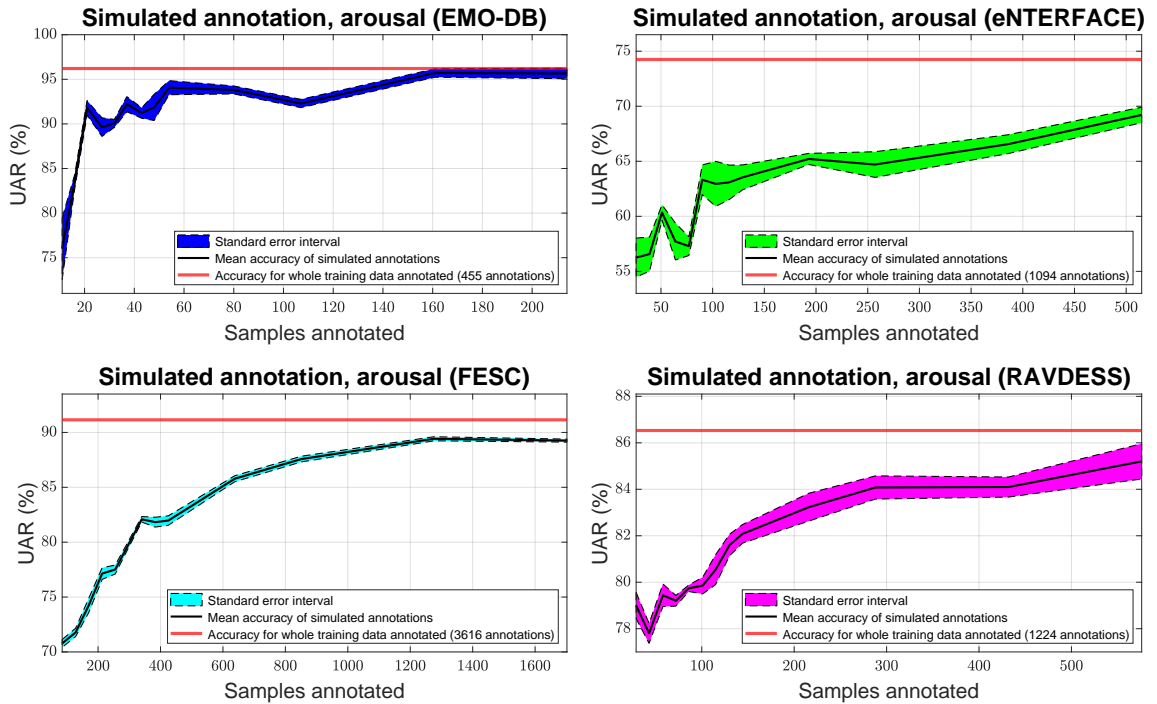 Simulated annotation, arousal (EMO-DB)
100
95
90
85
80
75
UAR (%)
20 40 60 80 100 120 140 160 180 200
Samples annotated
Standard error interval
Mean accuracy of simulated annotations
Accuracy for whole training data annotated (455 annotations)
Simulated annotation, arousal (eNTERFACE)
75
70
65
60
55
UAR (%)
50 100 150 200 250 300 350 400 450 500
Samples annotated
Standard error interval
Mean accuracy of simulated annotations
Accuracy for whole training data annotated (1094 annotations)
Simulated annotation, arousal (FESC)
90
85
80
75
70
UAR (%)
200 400 600 800 1000 1200 1400 1600
Samples annotated
Standard error interval
Mean accuracy of simulated annotations
Accuracy for whole training data annotated (3616 annotations)
Simulated annotation, arousal (RAVDESS)
88
86
84
82
80
78
UAR (%)
100 200 300 400 500
Samples annotated
Standard error interval
Mean accuracy of simulated annotations
Accuracy for whole training data annotated (1224 annotations)